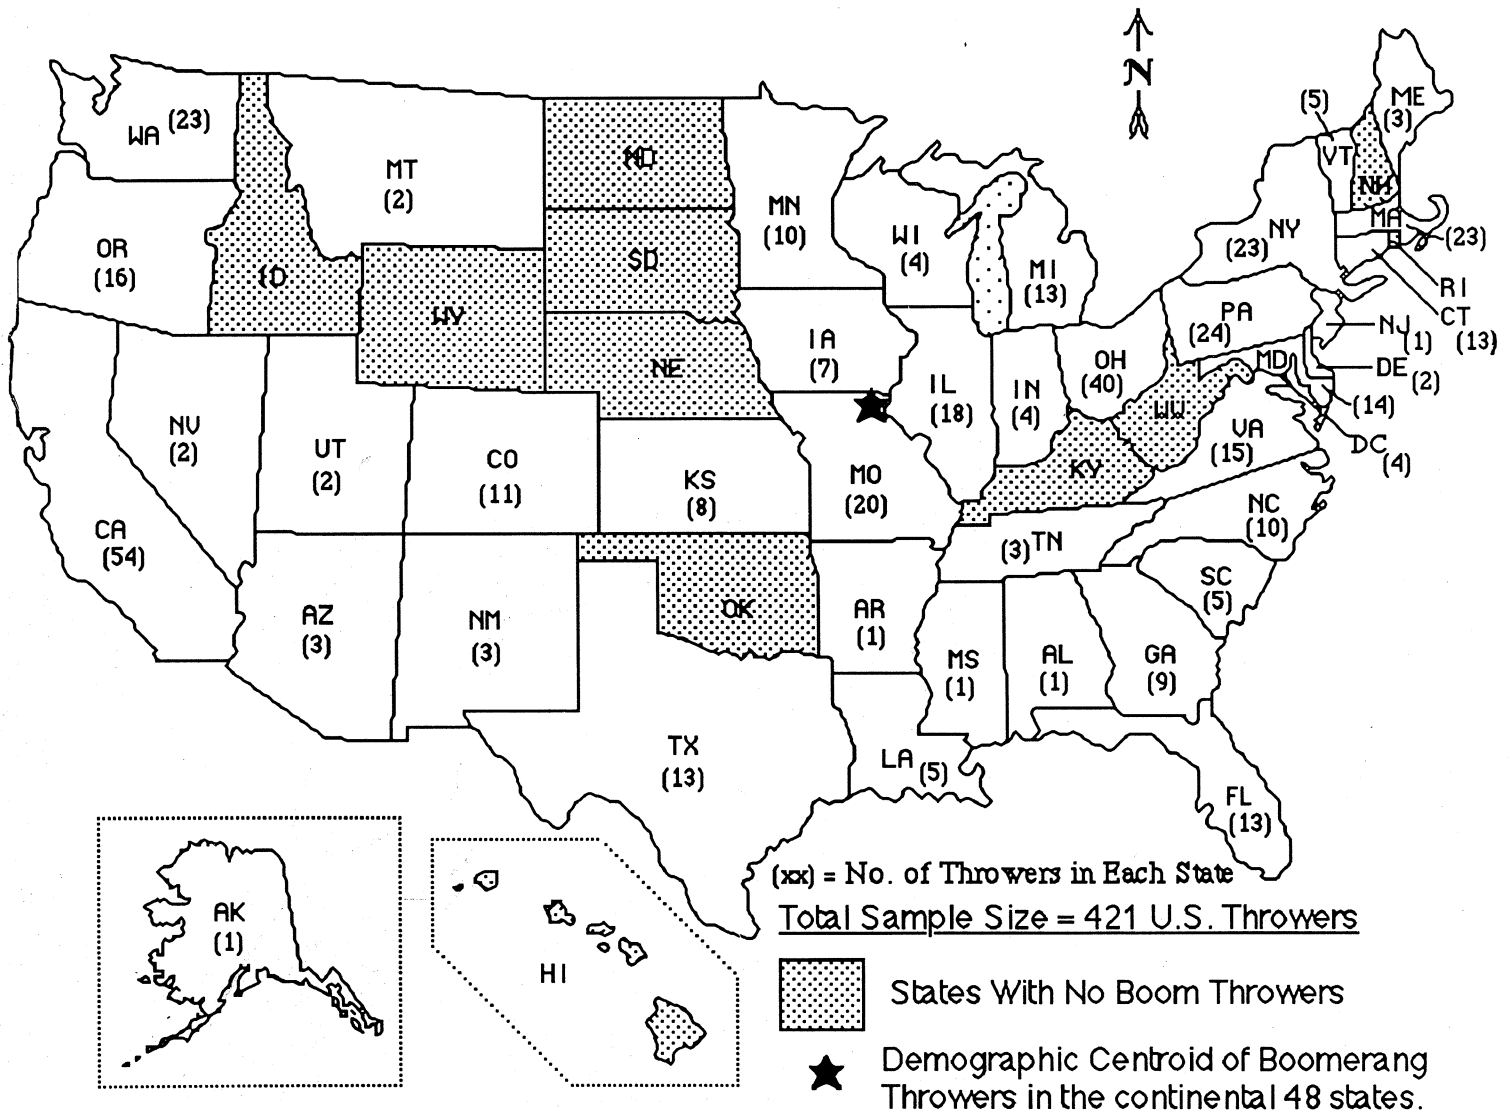 N
WA (23)
MT
(2)
ND
MN
(10)
WI
(4)
MI
(13)
(5)
VT
NH
ME
(3)
NY
(23)
MA
(23)
RI
CT
(13)
OR
(16)
ID
WY
SD
NE
IA
(7)
IL
(18)
IN
(4)
OH
(40)
PA
(24)
NJ
(1)
DE
(2)
MD
(14)
DC
(4)
WV
VA
(15)
KY
NV
(2)
UT
(2)
CO
(11)
KS
(8)
MO
(20)
CA
(54)
AZ
(3)
NM
(3)
OK
AR
(1)
(3) TN
NC
(10)
SC
(5)
MS
(1)
AL
(1)
GA
(9)
TX
(13)
LA (5)
FL
(13)
AK
(1)
HI
(xx) = No. of Throwers in Each State
Total Sample Size = 421 U.S. Throwers
States With No Boom Throwers
Demographic Centroid of Boomerang
Throwers in the continental 48 states.